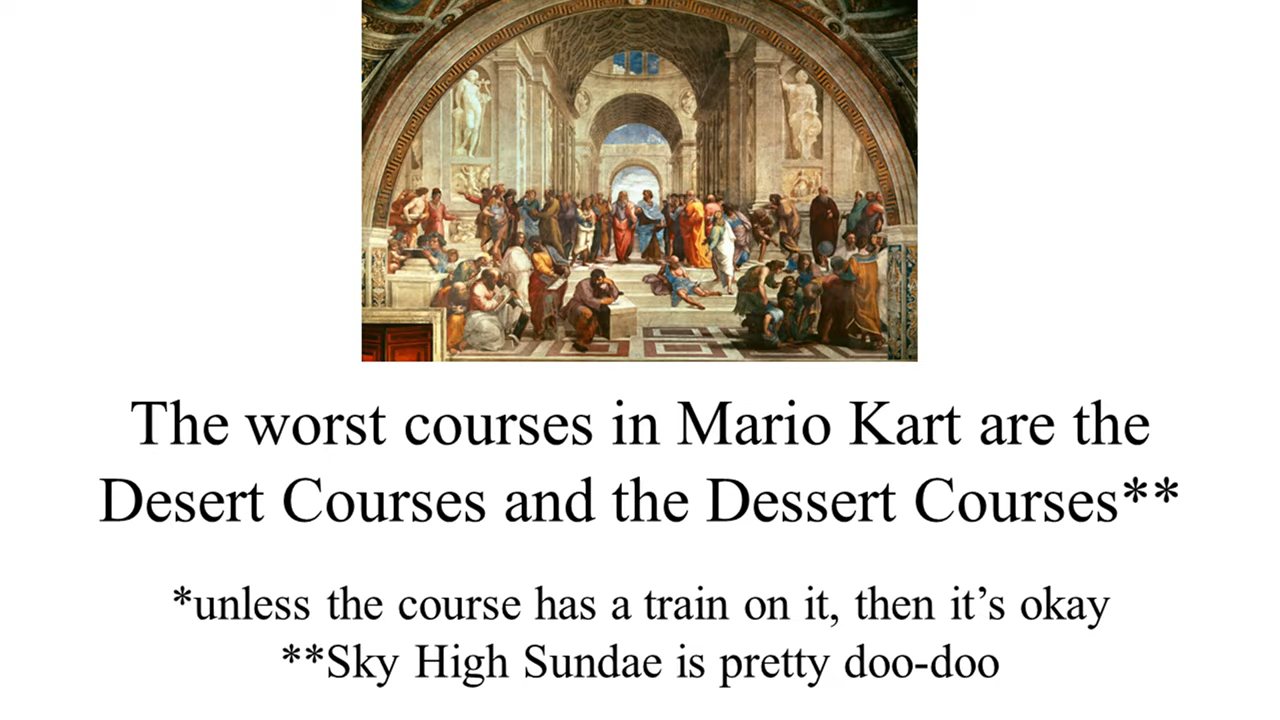 The worst courses in Mario Kart are the
Desert Courses and the Dessert Courses**
*unless the course has a train on it, then it’s okay
**Sky High Sundae is pretty doo-doo